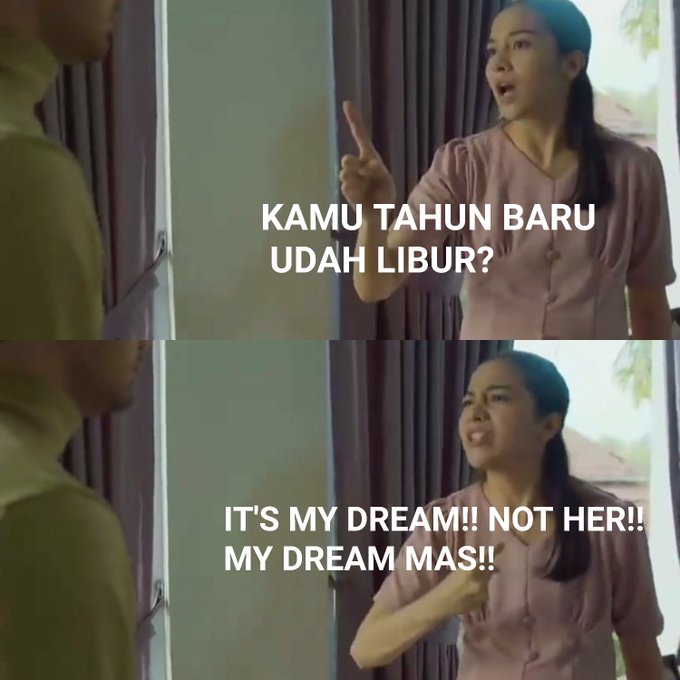 KAMU TAHUN BARU
UDAH LIBUR?
IT'S MY DREAM!! NOT HER!!
MY DREAM MAS!!